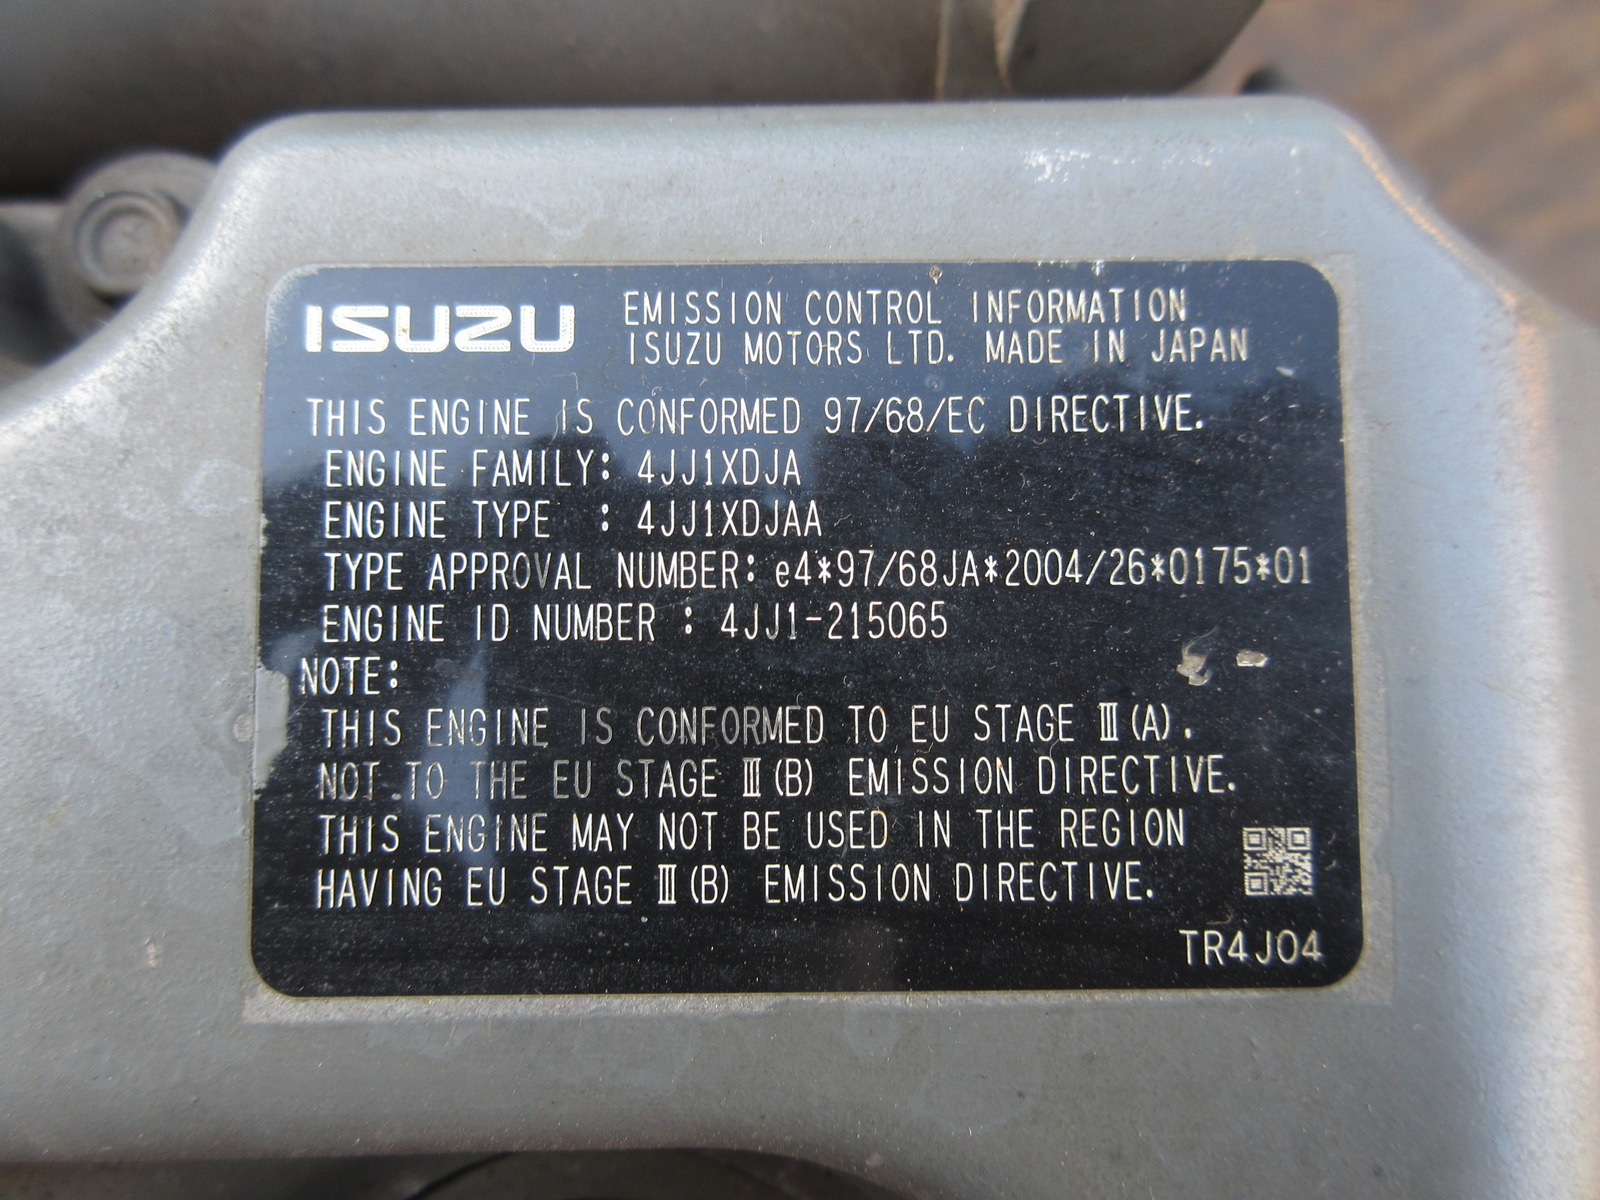 ISUZU
EMISSION CONTROL INFORMATION
ISUZU MOTORS LTD. MADE IN JAPAN
THIS ENGINE IS CONFORMED 97/68/EC DIRECTIVE.
ENGINE FAMILY: 4JJ1XDJA
ENGINE TYPE : 4JJ1XDJAA
TYPE APPROVAL NUMBER: e4*97/68JA*2004/26*0175*01
ENGINE ID NUMBER : 4JJ1-215065
NOTE:
THIS ENGINE IS CONFORMED TO EU STAGE Ⅲ(A).
NOT TO THE EU STAGE Ⅲ(B) EMISSION DIRECTIVE.
THIS ENGINE MAY NOT BE USED IN THE REGION
HAVING EU STAGE Ⅲ(B) EMISSION DIRECTIVE.
TR4J04